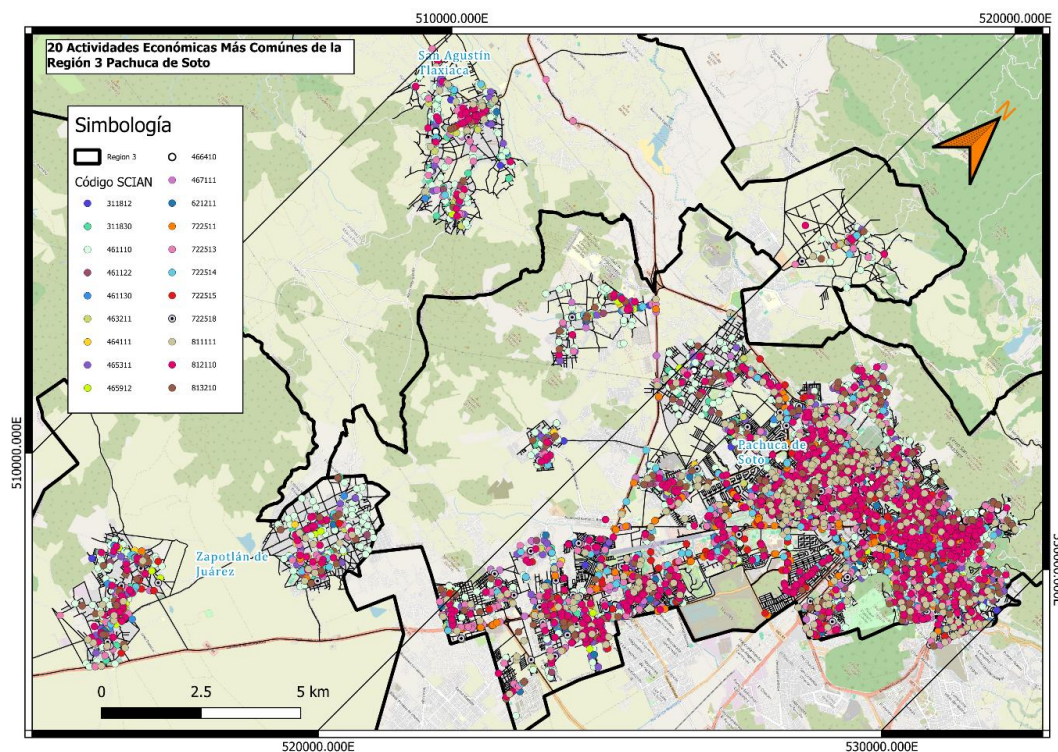 510000.000E
520000.000E
20 Actividades Económicas Más Comúnes de la
Región 3 Pachuca de Soto
San Agustín
Tlaxiaca
N
Simbología
Region 3
Código SCIAN
311812
311830
461110
461122
461130
463211
464111
465311
465912
466410
467111
621211
722511
722513
722514
722515
722518
811111
812110
813210
Pachuca de
Soto
Zapotlán de
Juárez
510000.000E
0
2.5
5 km
520000.000E
530000.000E